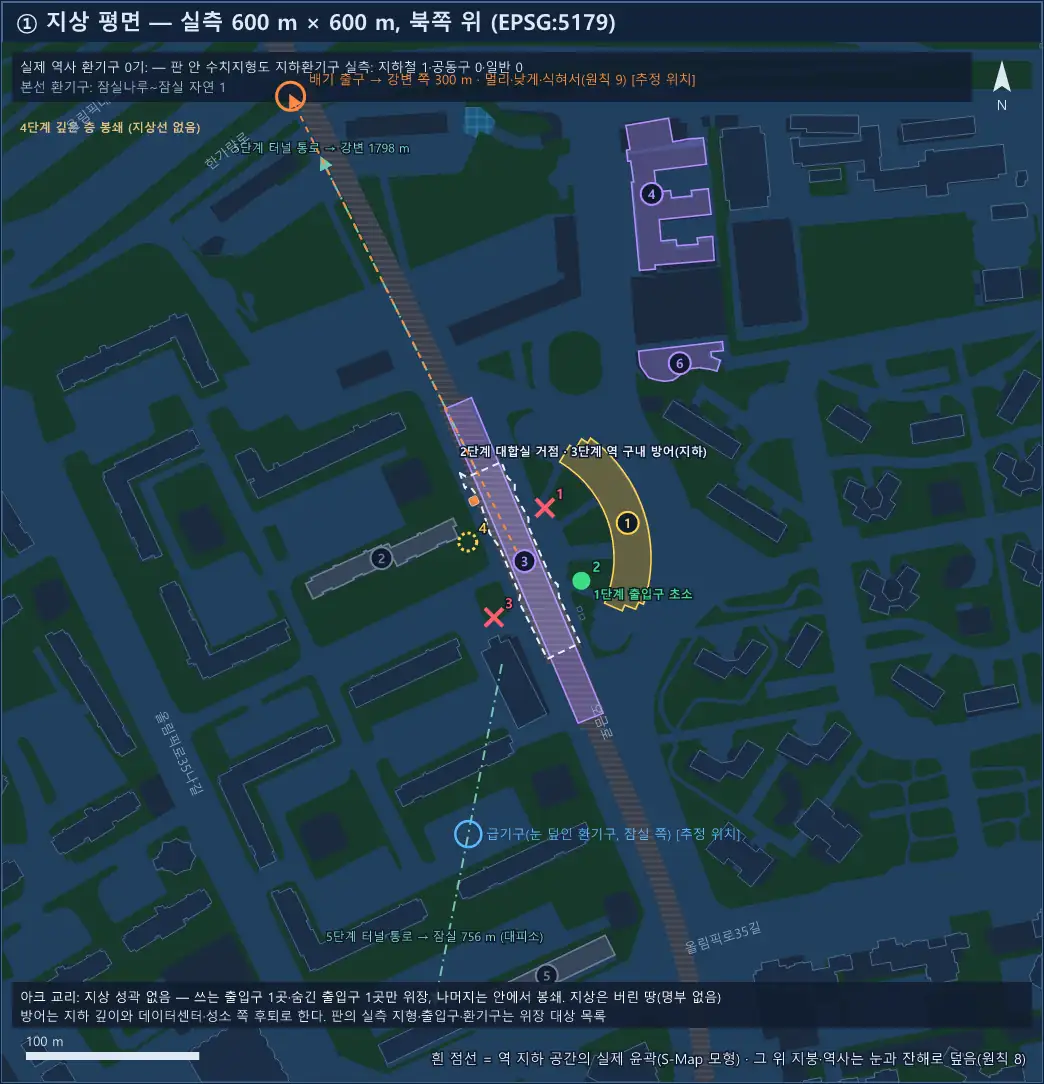 ① 지상 평면 — 실측 600 m × 600 m, 북쪽 위 (EPSG:5179)
실제 역사 환기구 0기: — 판 안 수치지형도 지하환기구 실측: 지하철 1·공동구 0·일반 0
배기 출구 → 강변 쪽 300 m · 멀리·낮게·식혀서(원칙 9) [추정 위치]
본선 환기구: 잠실나루~잠실 자연 1
N
4단계 깊은 층 봉쇄 (지상선 없음)
한가람로
5단계 터널 통로 → 강변 1798 m
4
6
2단계 대합실 거점 · 3단계 역 구내 방어(지하)
1
1
4
2
3
2
1단계 출입구 초소
3
오금로
올림픽로35나길
급기구(눈 덮인 환기구, 잠실 쪽) [추정 위치]
5단계 터널 통로 → 잠실 756 m (대피소)
올림픽로35길
5
아크 교리: 지상 성곽 없음 — 쓰는 출입구 1곳·숨긴 출입구 1곳만 위장, 나머지는 안에서 봉쇄. 지상은 버린 땅(명부 없음)
방어는 지하 깊이와 데이터센터·성소 쪽 후퇴로 한다. 판의 실측 지형·출입구·환기구는 위장 대상 목록
100 m
흰 점선 = 역 지하 공간의 실제 윤곽(S-Map 모형) · 그 위 지붕·역사는 눈과 잔해로 덮음(원칙 8)